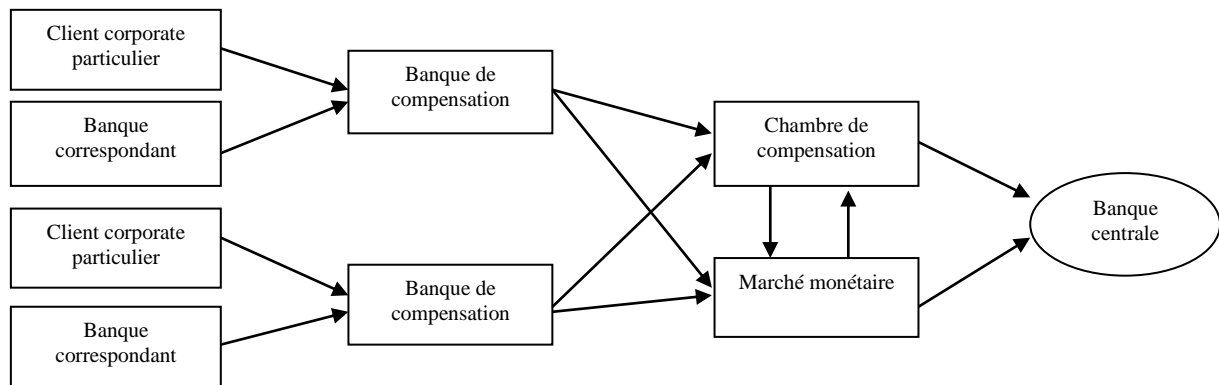 Client corporate
particulier
Banque
correspondant
Client corporate
particulier
Banque
correspondant
Banque de
compensation
Banque de
compensation
Chambre de
compensation
Marché monétaire
Banque
centrale